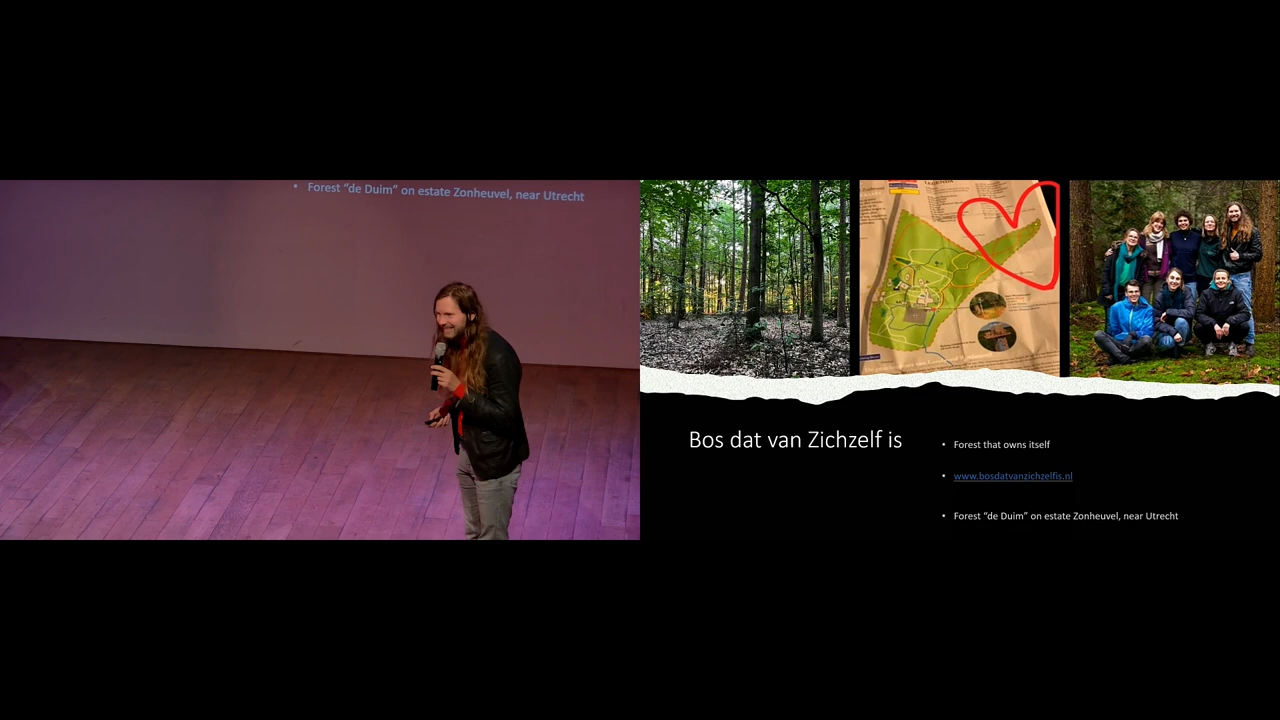 • Forest “de Duim” on estate Zonheuvel, near Utrecht
Bos dat van Zichzelf is
• Forest that owns itself
• www.bosdatvanzichzelfis.nl
• Forest “de Duim” on estate Zonheuvel, near Utrecht